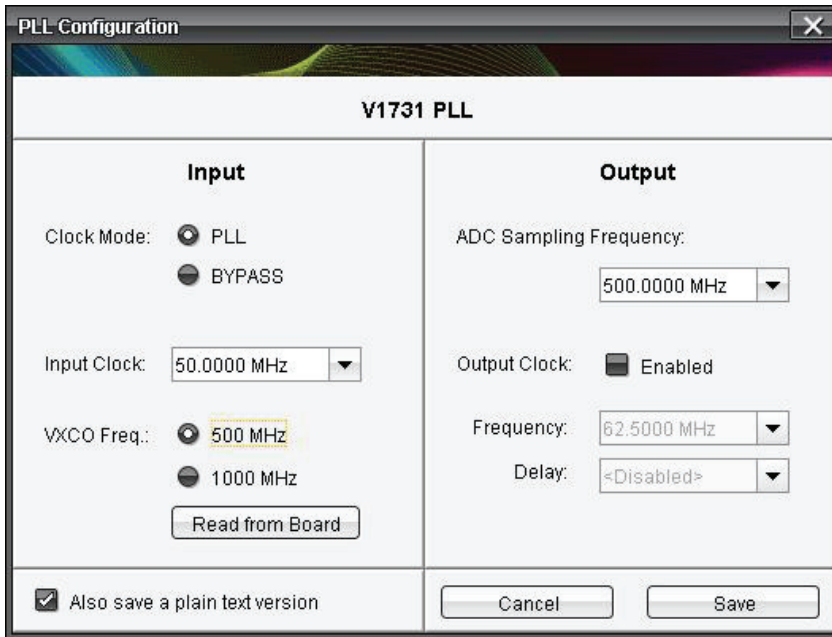 PLL Configuration
V1731 PLL
Input
Clock Mode:
PLL
BYPASS
Input Clock:
50.0000 MHz
VXCO Freq.:
500 MHz
1000 MHz
Read from Board
Output
ADC Sampling Frequency:
500.0000 MHz
Output Clock:
Enabled
Frequency:
62.5000 MHz
Delay:
<Disabled>
Also save a plain text version
Cancel
Save